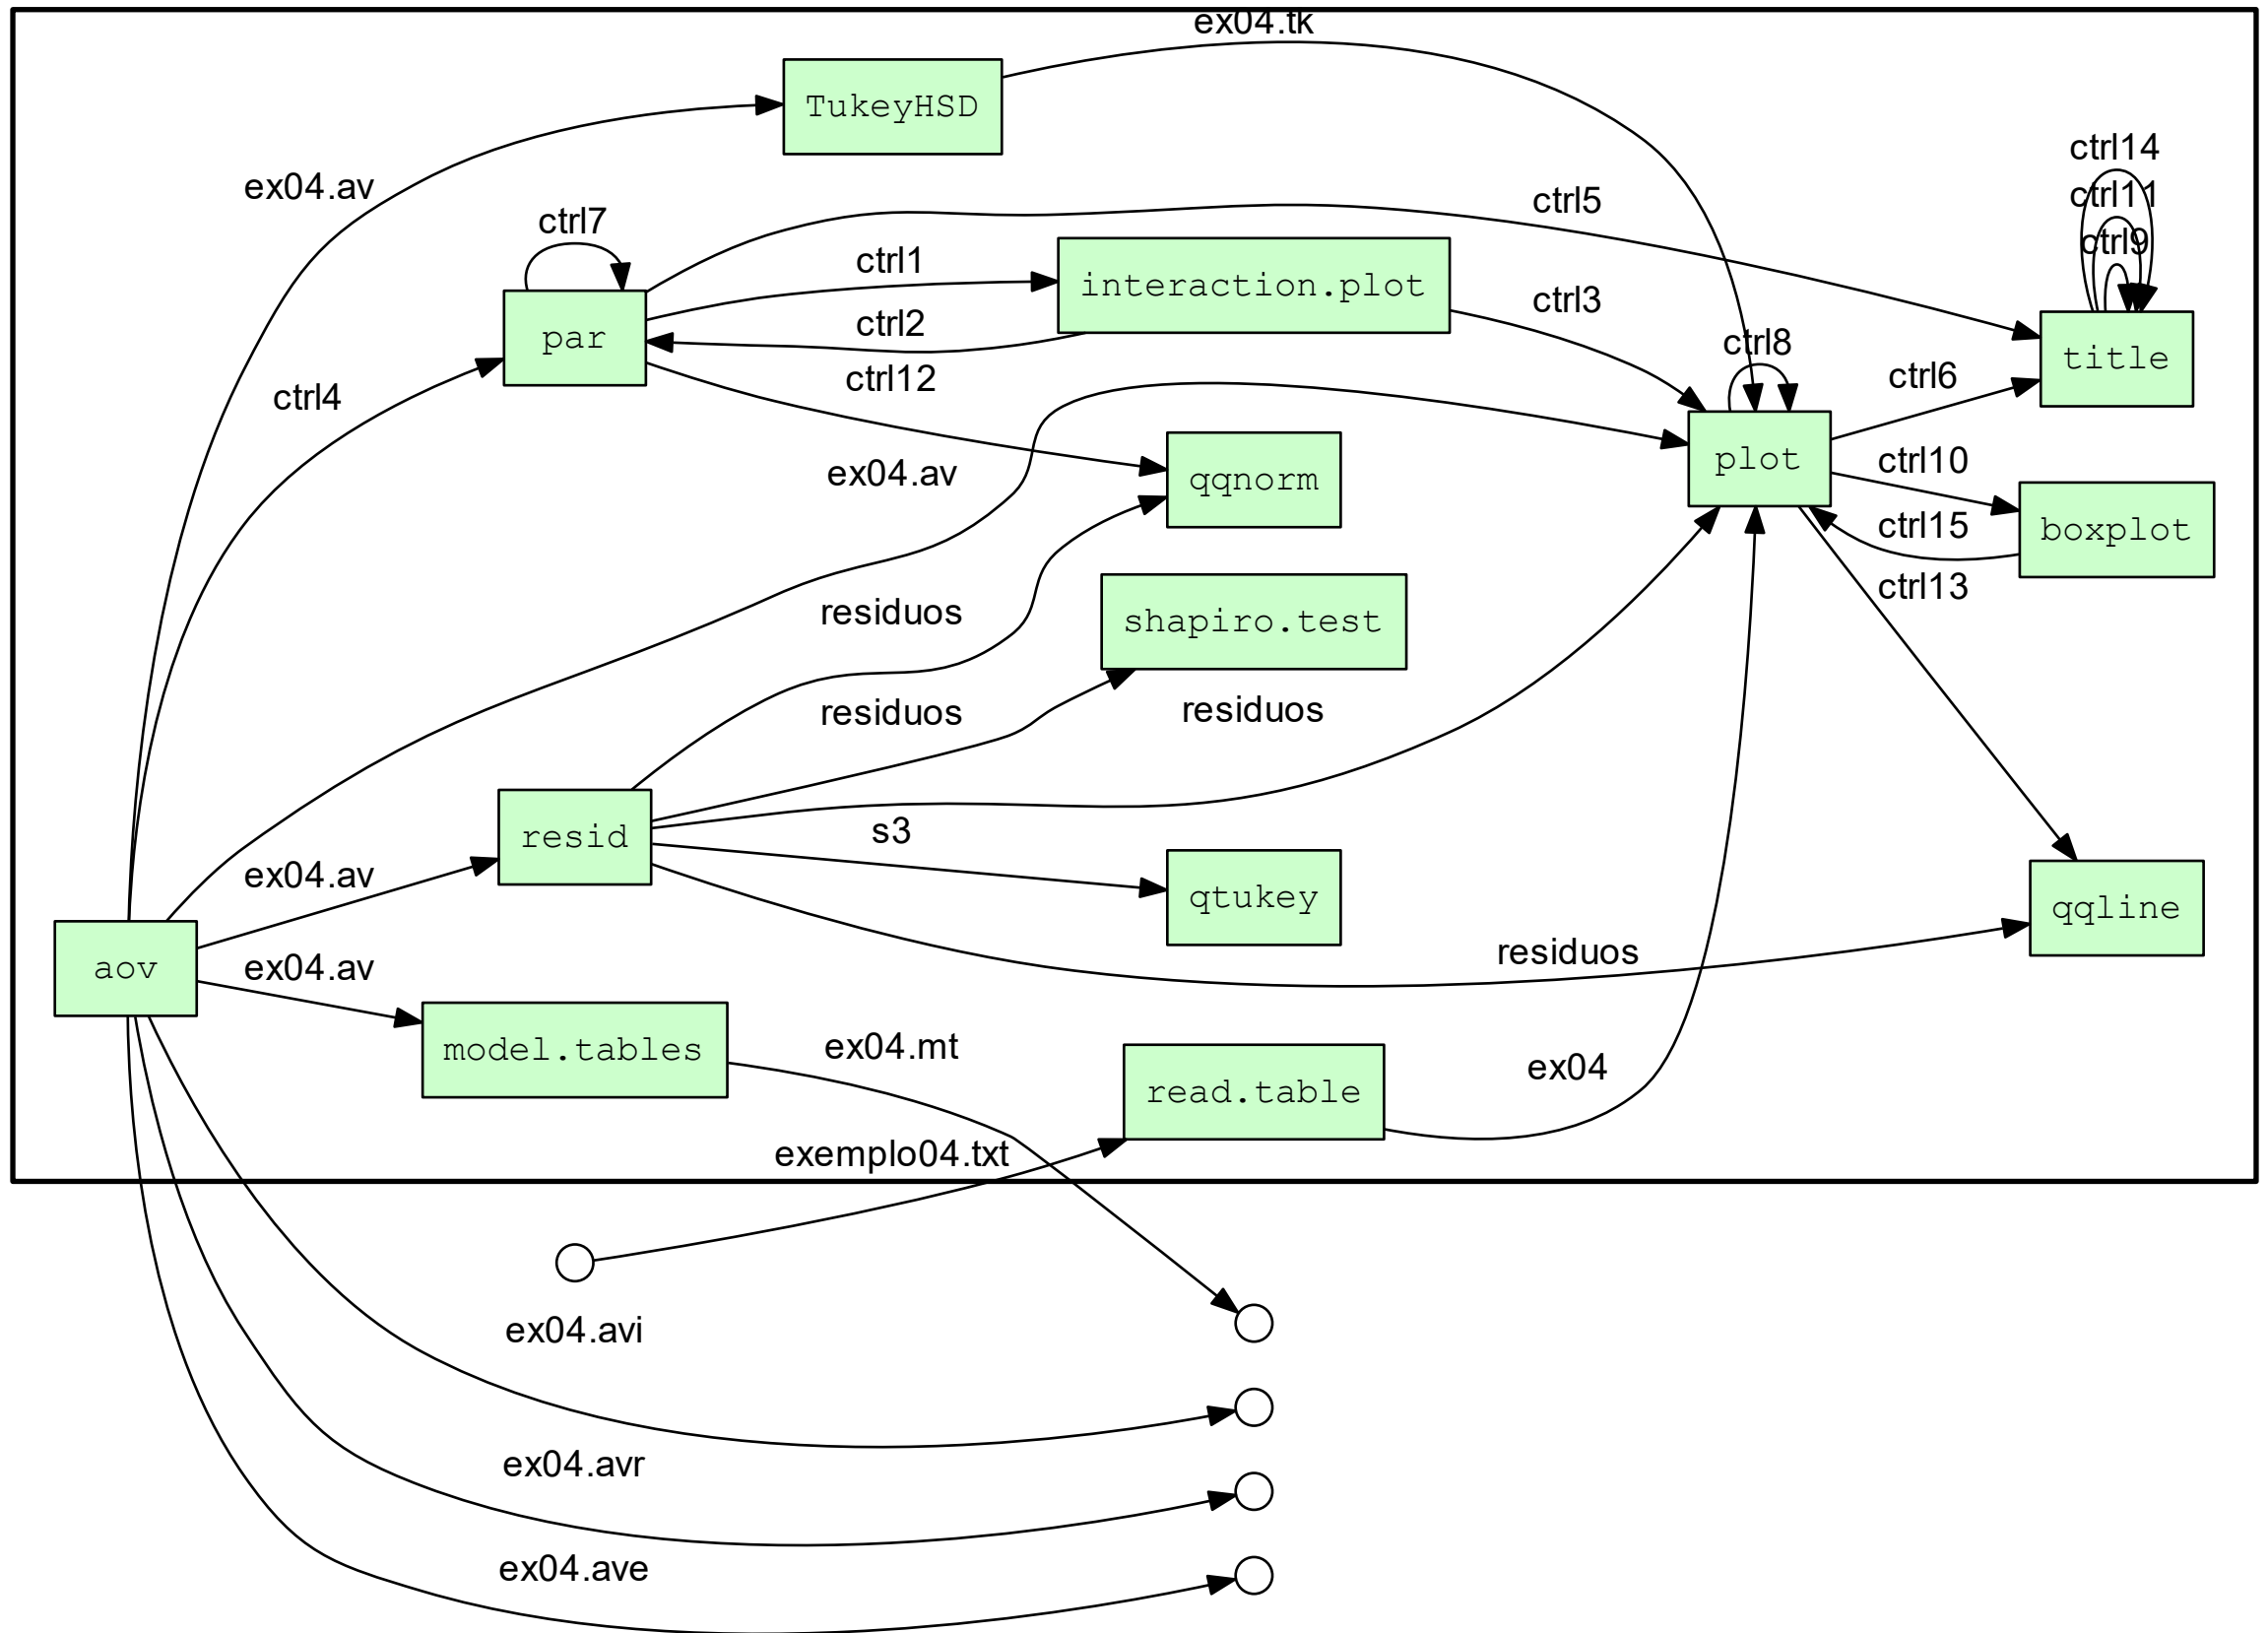 ex04.tk
TukeyHSD
ctrl14
ex04.av
ctrl11
ctrl5
ctrl7
ctrl9
ctrl1
interaction.plot
ctrl3
ctrl2
par
ctrl8
title
ctrl12
ctrl6
ctrl4
plot
ctrl10
ex04.av
qqnorm
ctrl15
boxplot
ctrl13
residuos
shapiro.test
residuos
residuos
s3
resid
ex04.av
qtukey
qqline
residuos
ex04.av
aov
ex04.mt
model.tables
ex04
read.table
exemplo04.txt
ex04.avi
ex04.avr
ex04.ave